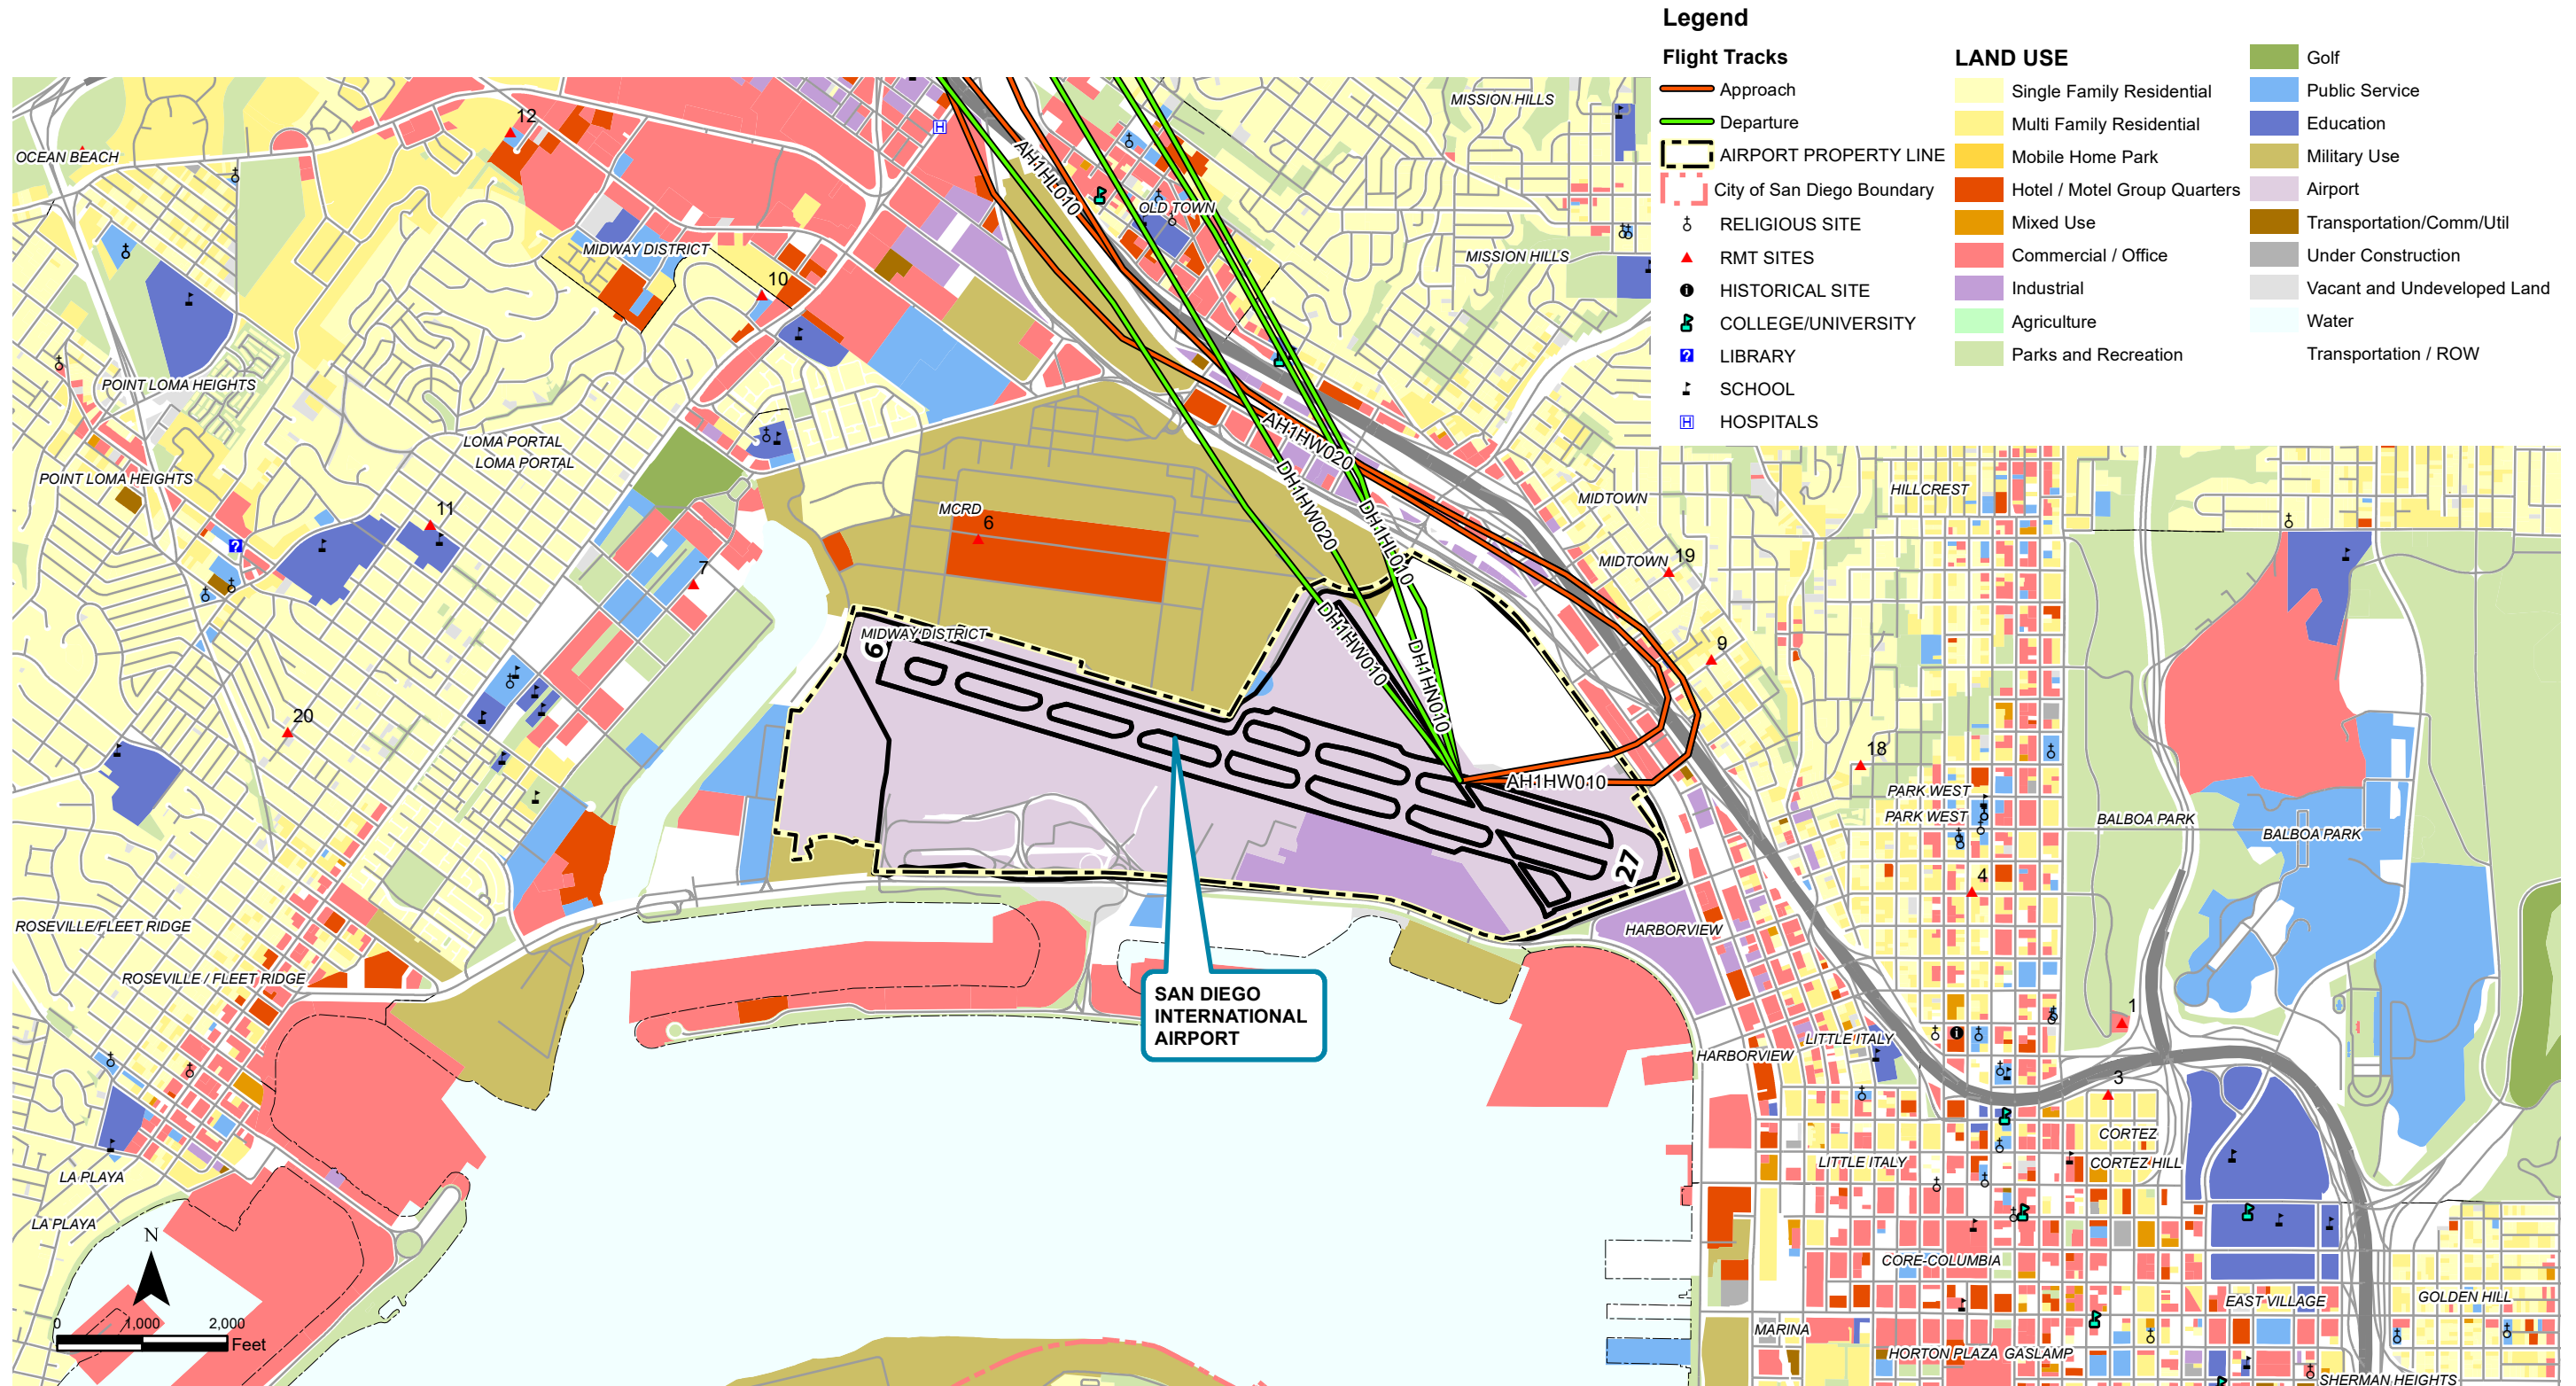 Legend
Flight Tracks
Approach
Departure
AIRPORT PROPERTY LINE
City of San Diego Boundary
RELIGIOUS SITE
RMT SITES
HISTORICAL SITE
COLLEGE/UNIVERSITY
LIBRARY
SCHOOL
HOSPITALS
LAND USE
Single Family Residential
Multi Family Residential
Mobile Home Park
Hotel / Motel Group Quarters
Mixed Use
Commercial / Office
Industrial
Agriculture
Parks and Recreation
Golf
Public Service
Education
Military Use
Airport
Transportation/Comm/Util
Under Construction
Vacant and Undeveloped Land
Water
Transportation / ROW
MISSION HILLS
12
OCEAN BEACH
AH1HL010
OLD TOWN
MIDWAY DISTRICT
MISSION HILLS
10
POINT LOMA HEIGHTS
LOMA PORTAL
LOMA PORTAL
POINT LOMA HEIGHTS
AH1HW020
DH1HW020
DH1HL010
MCRD
6
11
7
MIDTOWN
MIDTOWN
19
HILLCREST
DH1HW010
DH1HN010
MIDWAY DISTRICT
6
9
20
18
AH1HW010
PARK WEST
PARK WEST
BALBOA PARK
BALBOA PARK
27
4
ROSEVILLE/FLEET RIDGE
HARBORVIEW
ROSEVILLE / FLEET RIDGE
SAN DIEGO
INTERNATIONAL
AIRPORT
1
LITTLE ITALY
HARBORVIEW
3
CORTEZ
LITTLE ITALY
CORTEZ HILL
LA PLAYA
LA PLAYA
N
CORE-COLUMBIA
EAST VILLAGE
GOLDEN HILL
0 1,000 2,000
Feet
MARINA
HORTON PLAZA
GASLAMP
SHERMAN HEIGHTS